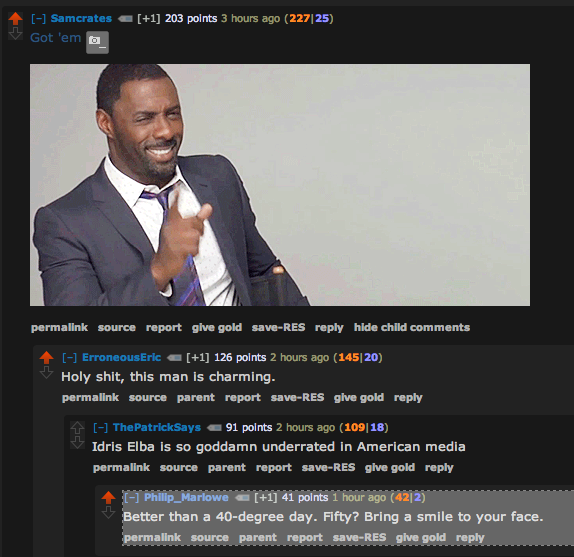 [–] Samcrates [+1] 203 points 3 hours ago (227|25)
Got 'em
permalink source report give gold save-RES reply hide child comments
[–] ErroneousEric [+1] 126 points 2 hours ago (145|20)
Holy shit, this man is charming.
permalink source parent report save-RES give gold reply
[–] ThePatrickSays 91 points 2 hours ago (109|18)
Idris Elba is so goddamn underrated in American media
permalink source parent report save-RES give gold reply
[–] Philip_Marlowe [+1] 41 points 1 hour ago (42|2)
Better than a 40-degree day. Fifty? Bring a smile to your face.
permalink source parent report save-RES give gold reply